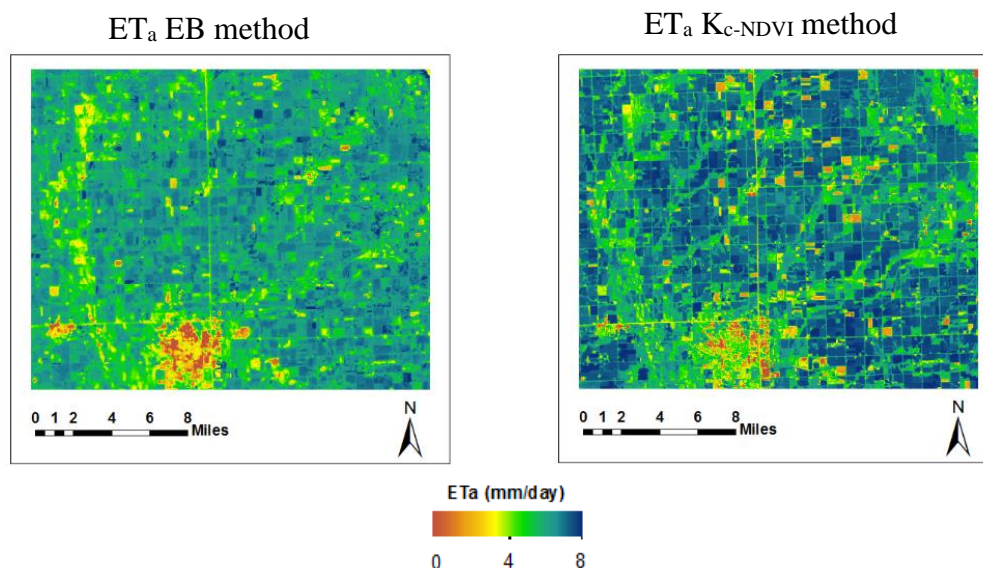 ETa EB method
ETa Kc-NDVI method
N
0 1 2 4 6 8
Miles
N
0 1 2 4 6 8
Miles
ETa (mm/day)
0 4 8